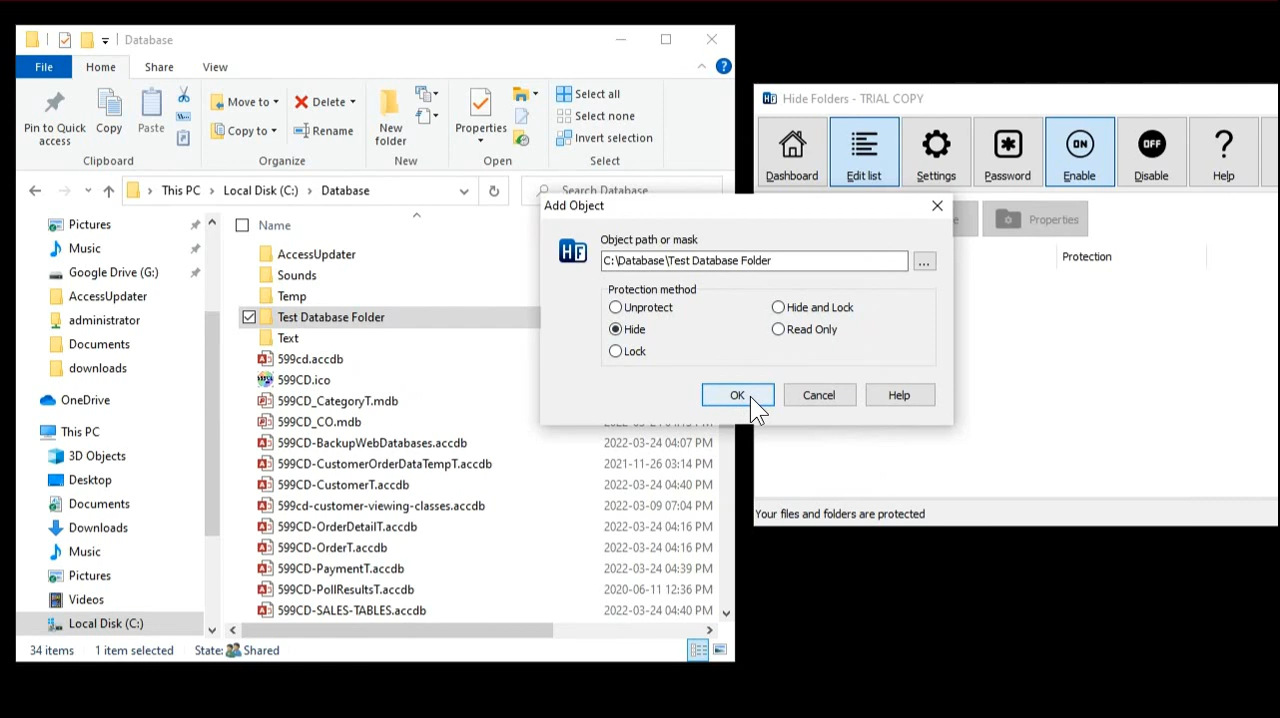 Database
File
Home
Share
View
Pin to Quick access
Copy
Paste
Clipboard
Move to
Copy to
Delete
Rename
Organize
New folder
New
Properties
Open
Select all
Select none
Invert selection
Select
This PC > Local Disk (C:) > Database
Search Database
Pictures
Music
Google Drive (G:)
AccessUpdater
administrator
Documents
downloads
OneDrive
This PC
3D Objects
Desktop
Documents
Downloads
Music
Pictures
Videos
Local Disk (C:)
Name
AccessUpdater
Sounds
Temp
Test Database Folder
Text
599cd.accdb
599CD.ico
599CD_CategoryT.mdb
599CD_CO.mdb
599CD-BackupWebDatabases.accdb 2022-03-24 04:07 PM
599CD-CustomerOrderDataTempT.accdb 2021-11-26 03:14 PM
599CD-CustomerT.accdb 2022-03-24 04:40 PM
599cd-customer-viewing-classes.accdb 2022-03-09 07:04 PM
599CD-OrderDetailT.accdb 2022-03-24 04:16 PM
599CD-OrderT.accdb 2022-03-24 04:16 PM
599CD-PaymentT.accdb 2022-03-24 04:39 PM
599CD-PollResultsT.accdb 2020-06-11 12:36 PM
599CD-SALES-TABLES.accdb 2022-03-24 04:40 PM
34 items
1 item selected
State: Shared
HF Hide Folders - TRIAL COPY
Dashboard
Edit list
Settings
Password
ON
Enable
OFF
Disable
?
Help
Properties
Protection
Your files and folders are protected
Add Object
HF
Object path or mask
C:\Database\Test Database Folder
...
Protection method
Unprotect
Hide and Lock
Hide
Read Only
Lock
OK
Cancel
Help